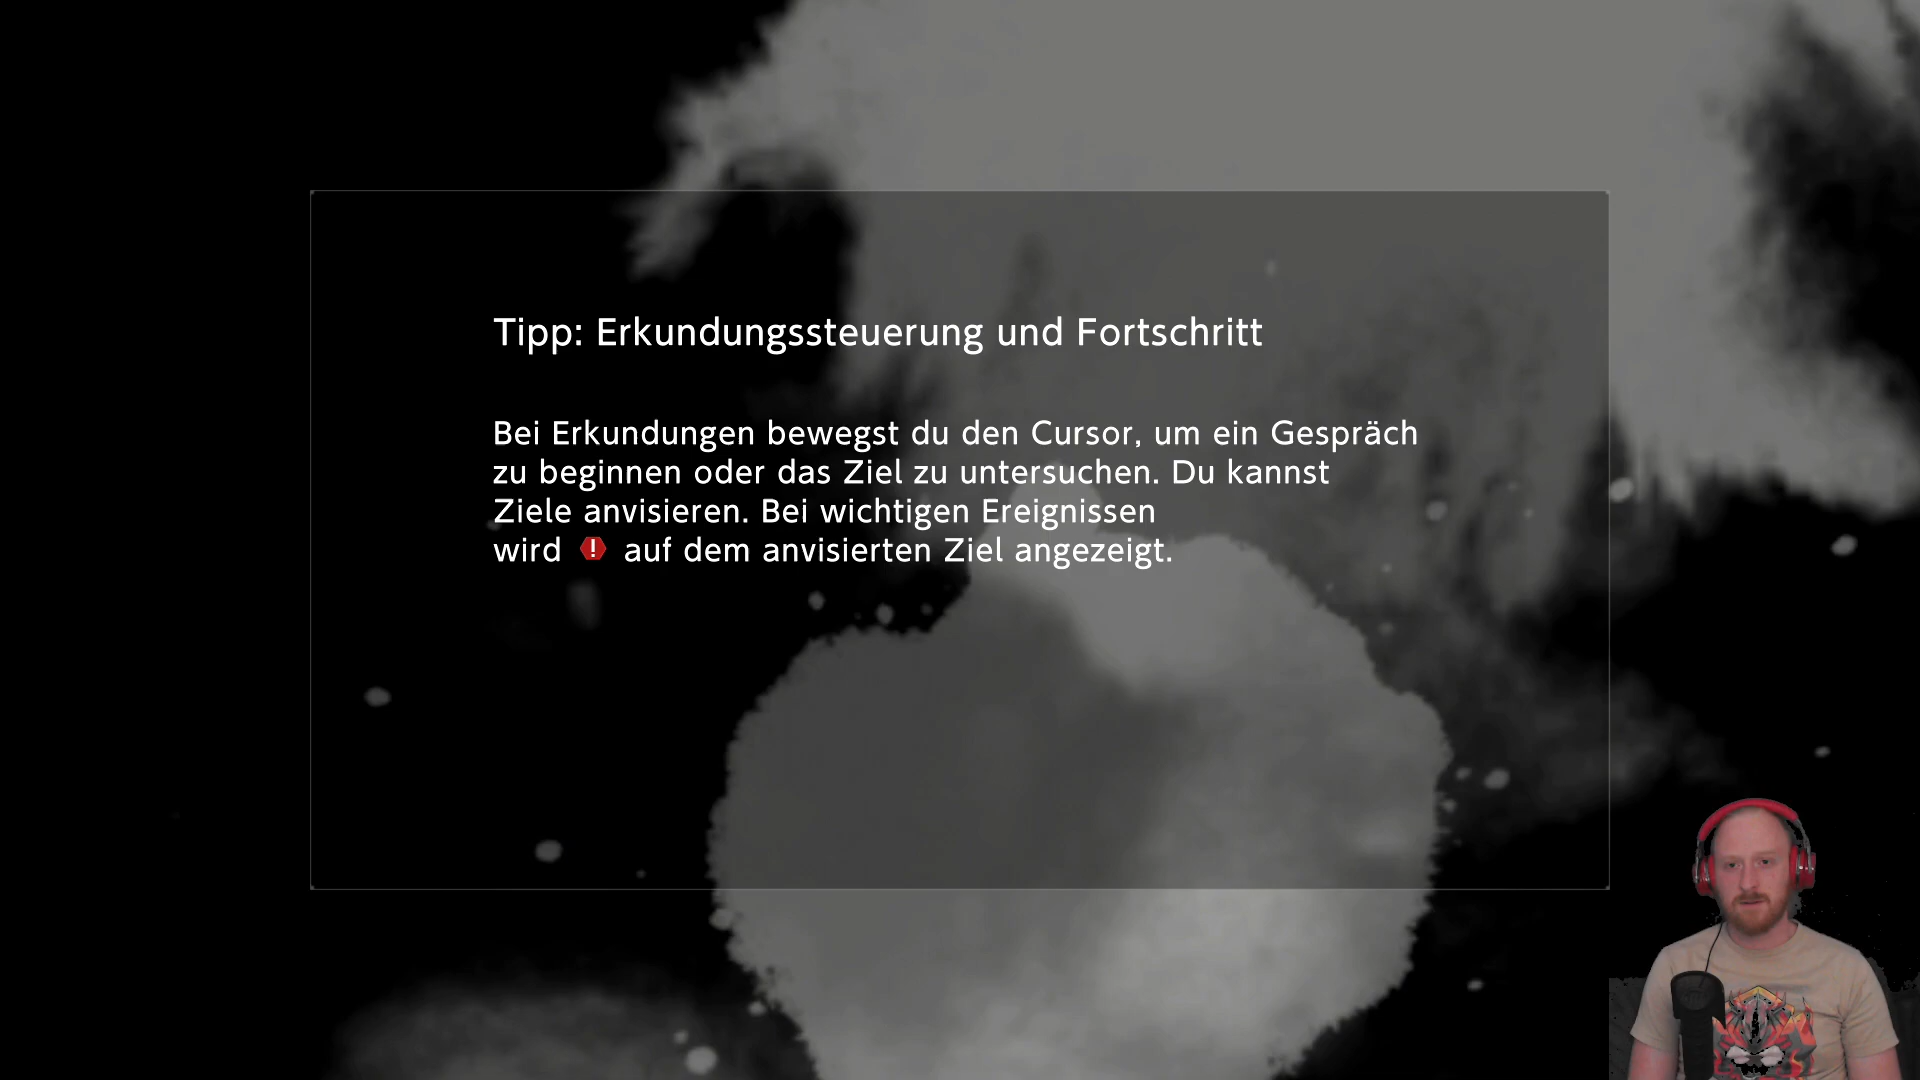 Tipp: Erkundungssteuerung und Fortschritt
Bei Erkundungen bewegst du den Cursor, um ein Gespräch
zu beginnen oder das Ziel zu untersuchen. Du kannst
Ziele anvisieren. Bei wichtigen Ereignissen
wird ! auf dem anvisierten Ziel angezeigt.